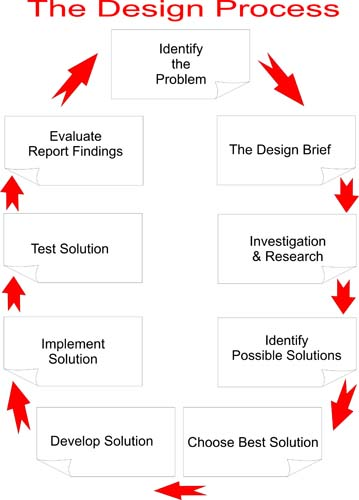 The Design Process
Identify
the
Problem
The Design Brief
Investigation
& Research
Identify
Possible Solutions
Choose Best Solution
Develop Solution
Implement
Solution
Test Solution
Evaluate
Report Findings